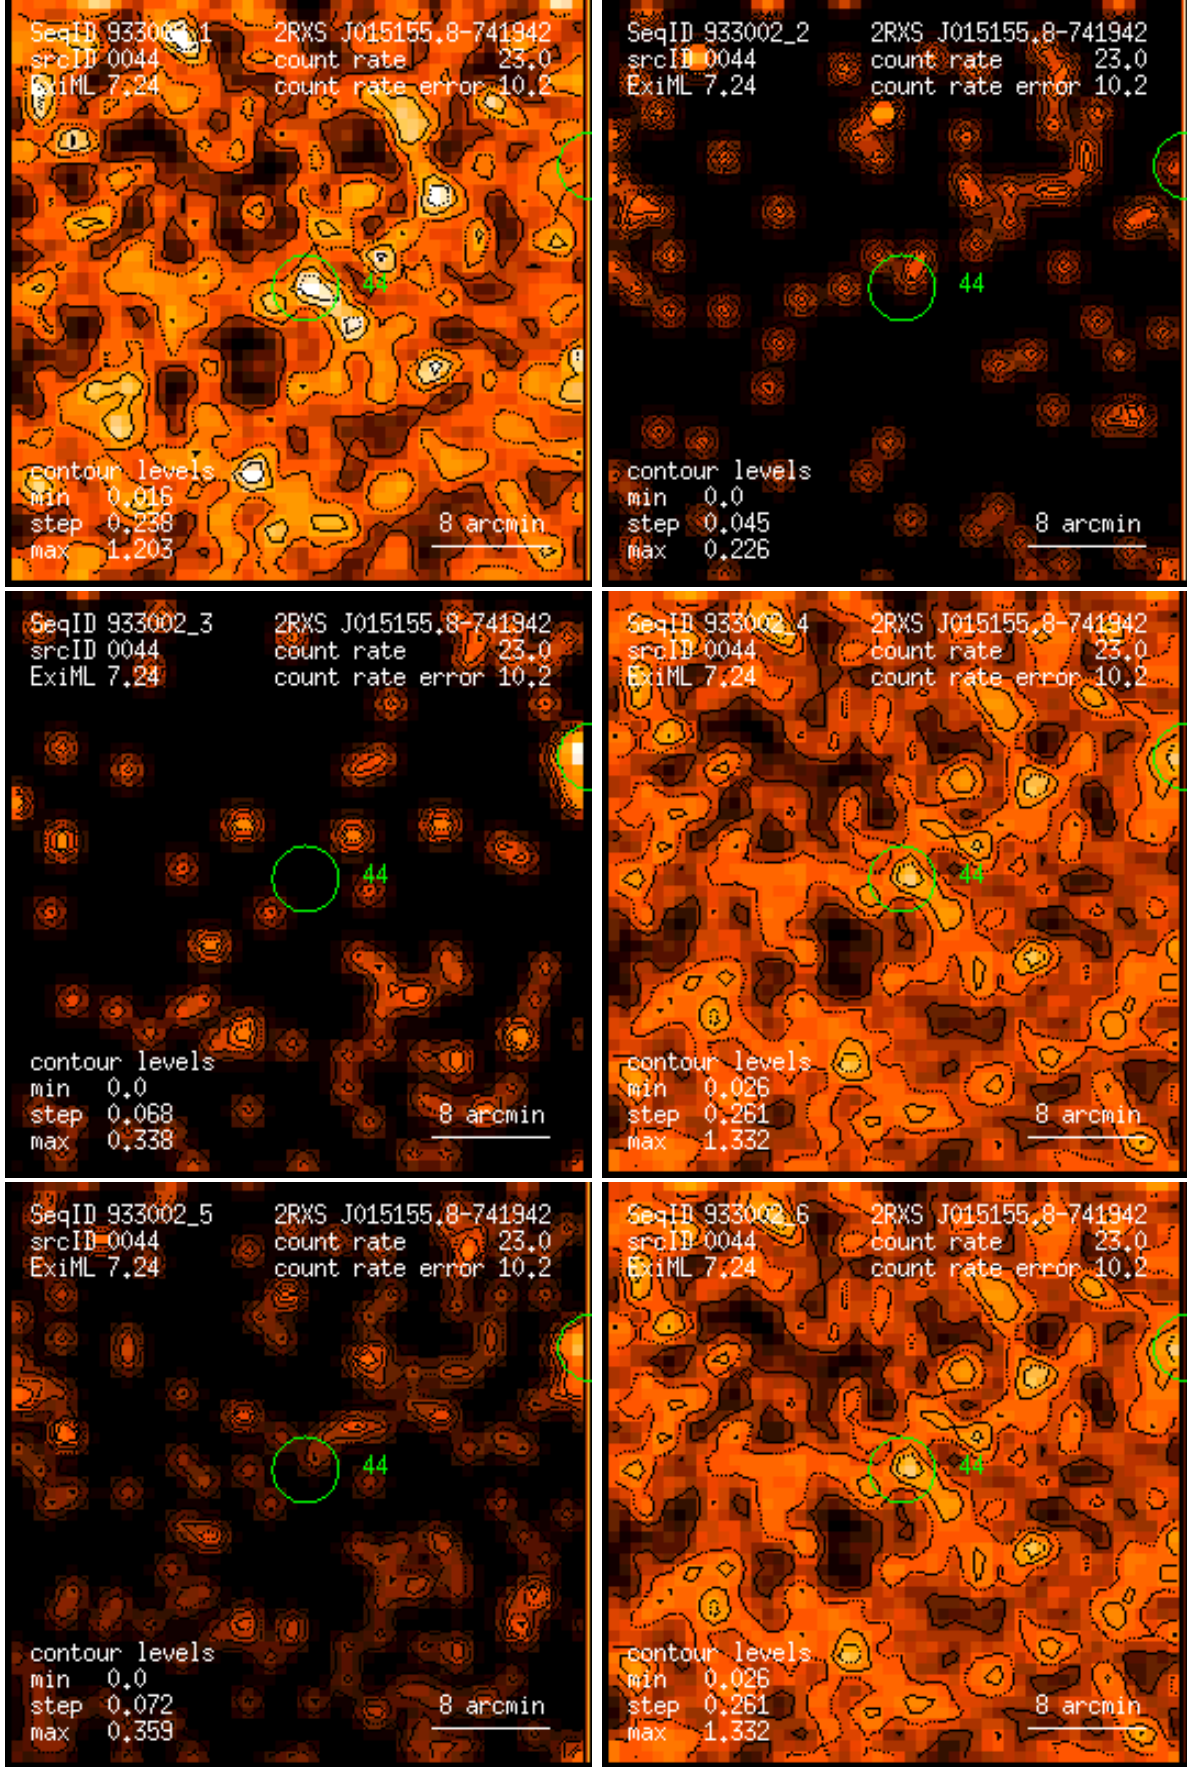 SeqID 933002_1 2RXS J015155.8-741942
srcID 0044 count rate 23.0
ExiML 7.24 count rate error 10.2
44
contour levels
min 0.016
step 0.238
max 1.203
8 arcmin
SeqID 933002_2 2RXS J015155.8-741942
srcID 0044 count rate 23.0
ExiML 7.24 count rate error 10.2
44
contour levels
min 0.0
step 0.045
max 0.226
8 arcmin
SeqID 933002_3 2RXS J015155.8-741942
srcID 0044 count rate 23.0
ExiML 7.24 count rate error 10.2
44
contour levels
min 0.0
step 0.068
max 0.338
8 arcmin
SeqID 933002_4 2RXS J015155.8-741942
srcID 0044 count rate 23.0
ExiML 7.24 count rate error 10.2
44
contour levels
min 0.026
step 0.261
max 1.332
8 arcmin
SeqID 933002_5 2RXS J015155.8-741942
srcID 0044 count rate 23.0
ExiML 7.24 count rate error 10.2
44
contour levels
min 0.0
step 0.072
max 0.359
8 arcmin
SeqID 933002_6 2RXS J015155.8-741942
srcID 0044 count rate 23.0
ExiML 7.24 count rate error 10.2
44
contour levels
min 0.026
step 0.261
max 1.332
8 arcmin